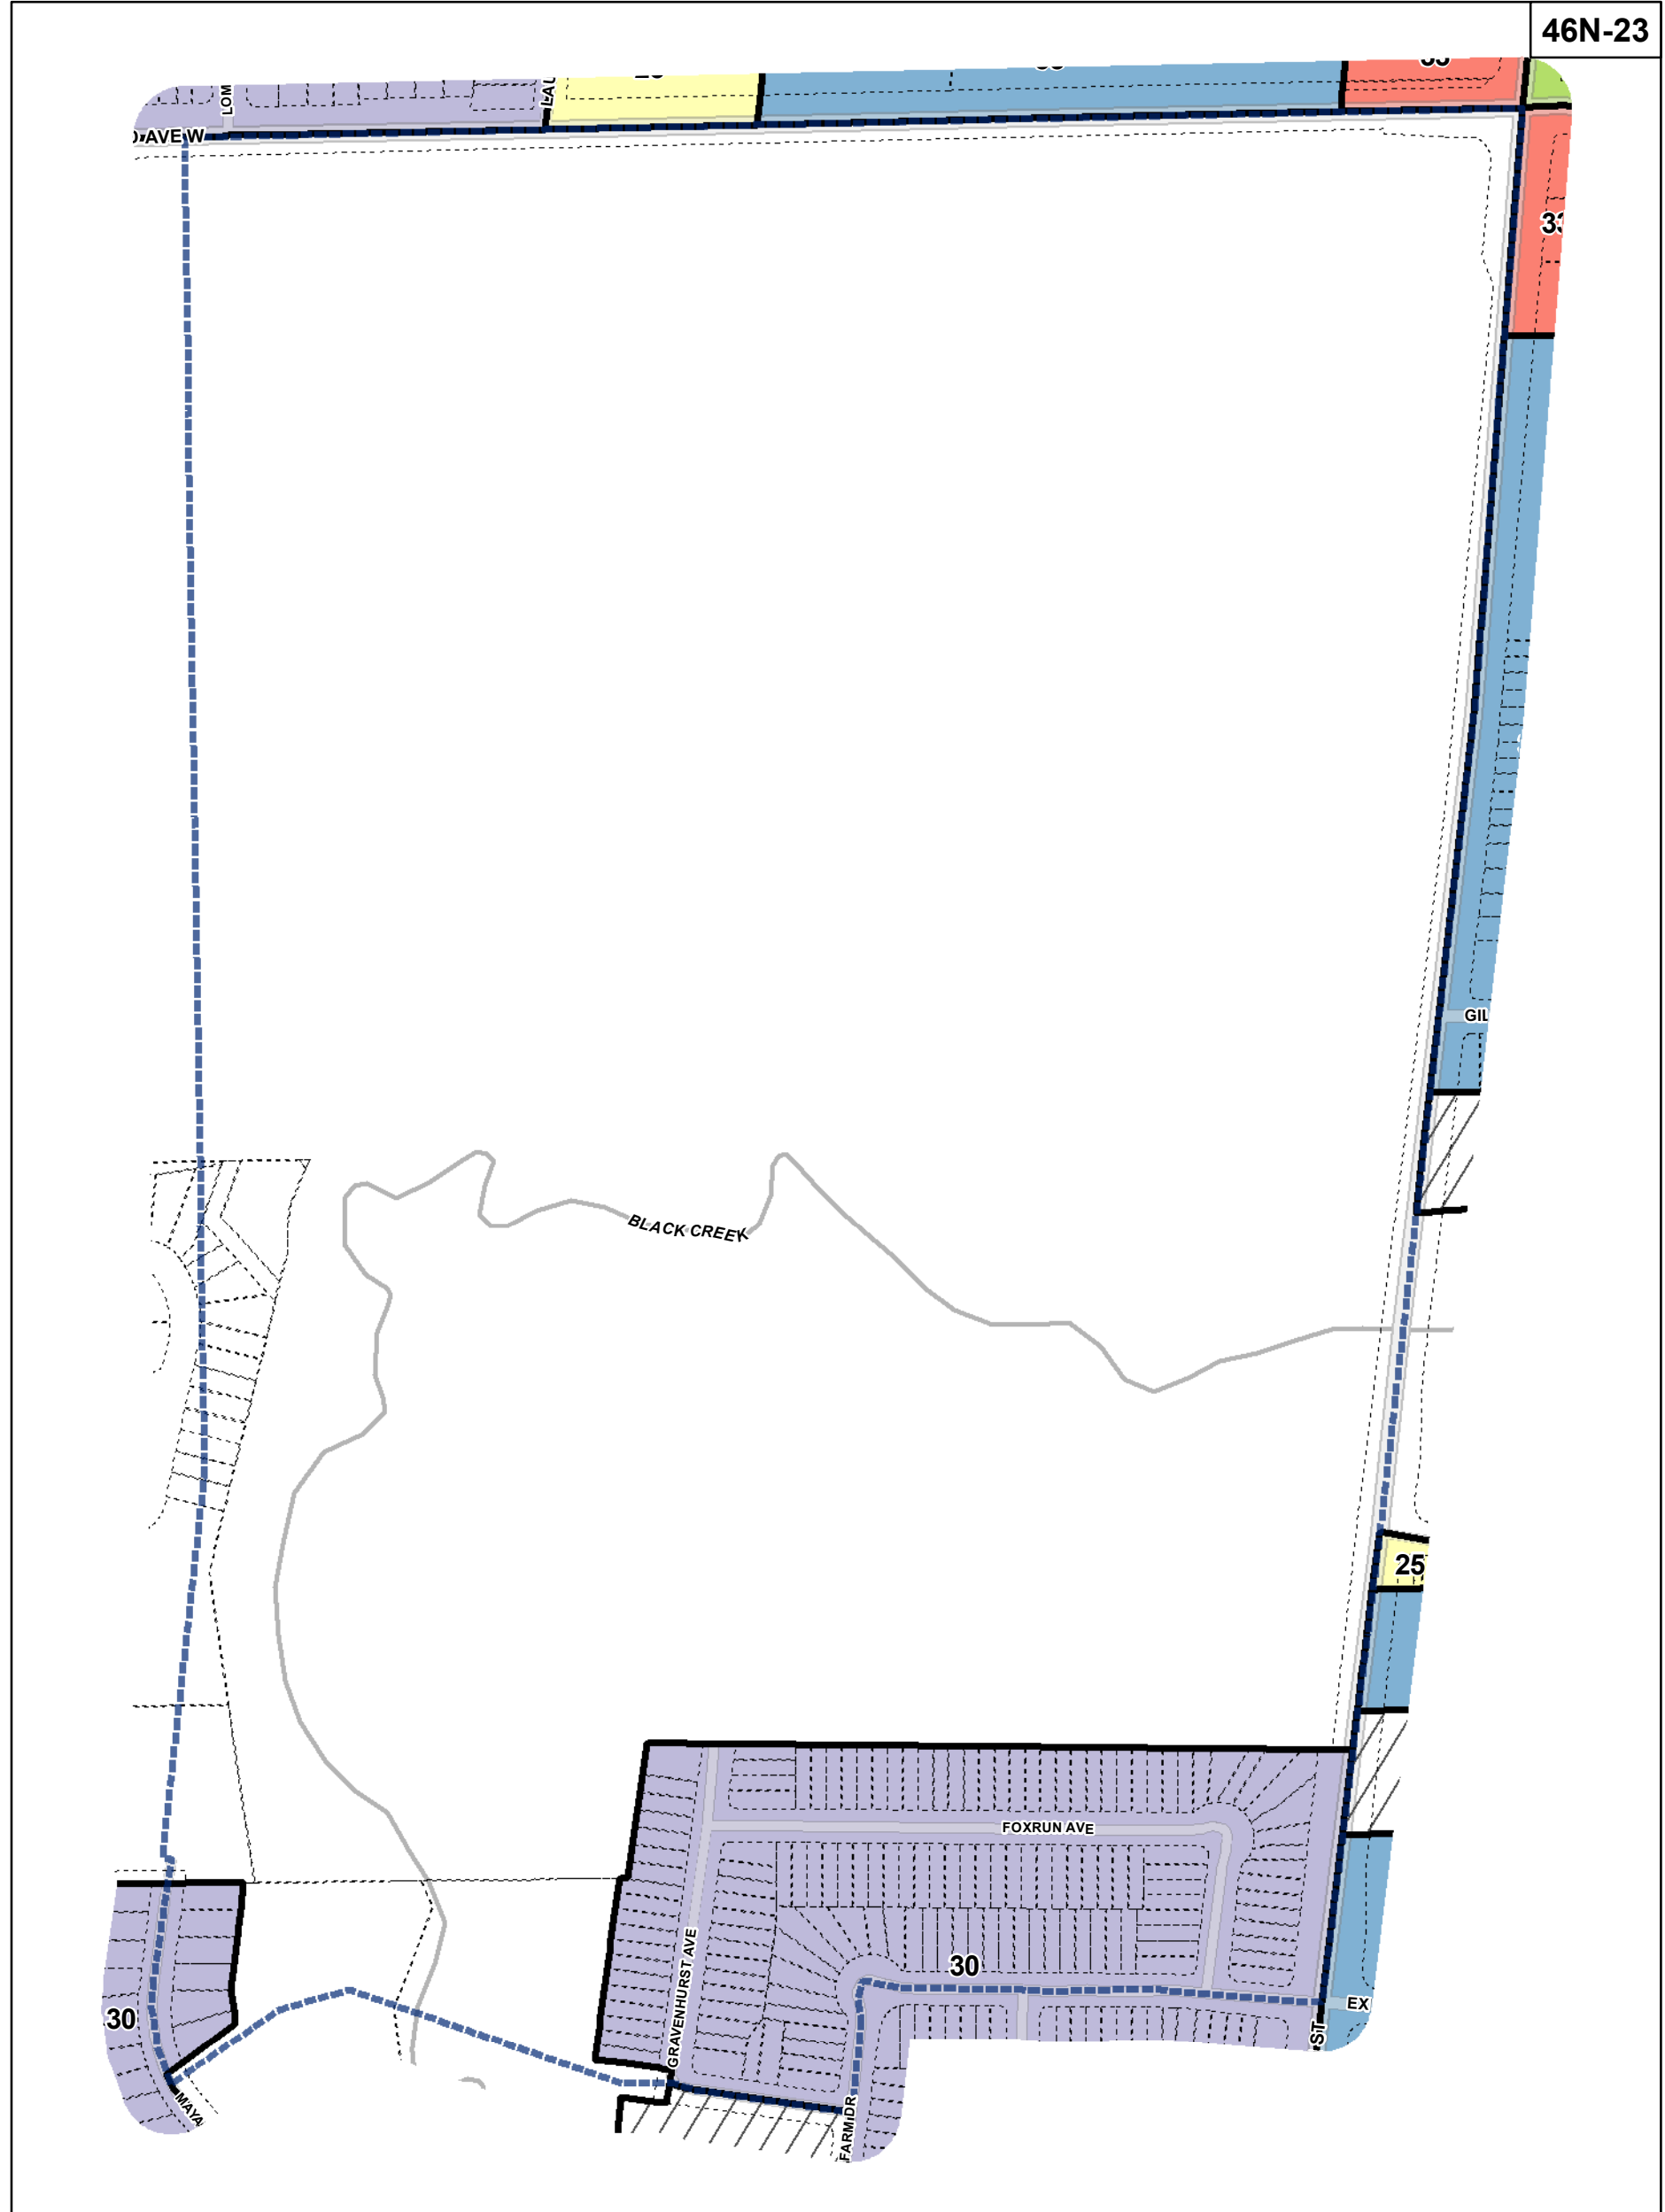 46N-23
LOM
LAU
D AVE W
33
GIL
BLACK CREEK
25
FOXRUN AVE
GRAVENHURST AVE
30
30
EX
ST
MAYA
FARM DR